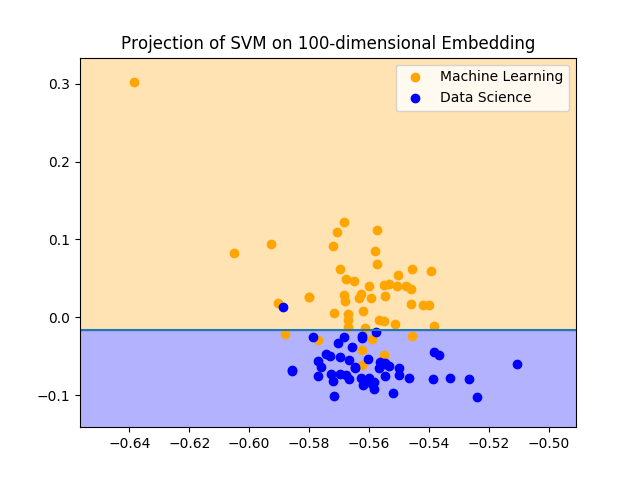 Projection of SVM on 100-dimensional Embedding
Machine Learning
Data Science
0.3
0.2
0.1
0.0
−0.1
−0.64 −0.62 −0.60 −0.58 −0.56 −0.54 −0.52 −0.50